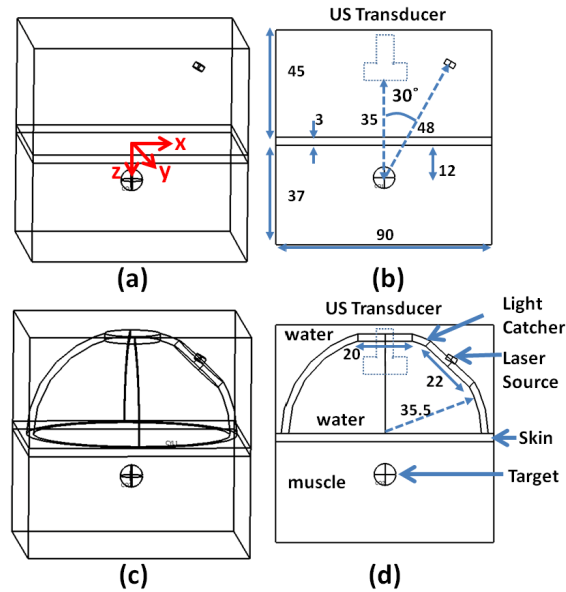 US Transducer
45
3
30°
35
48
x
z
y
12
37
90
(a)
(b)
US Transducer
Light
Catcher
water
Laser
Source
20
22
water
35.5
Skin
muscle
Target
(c)
(d)